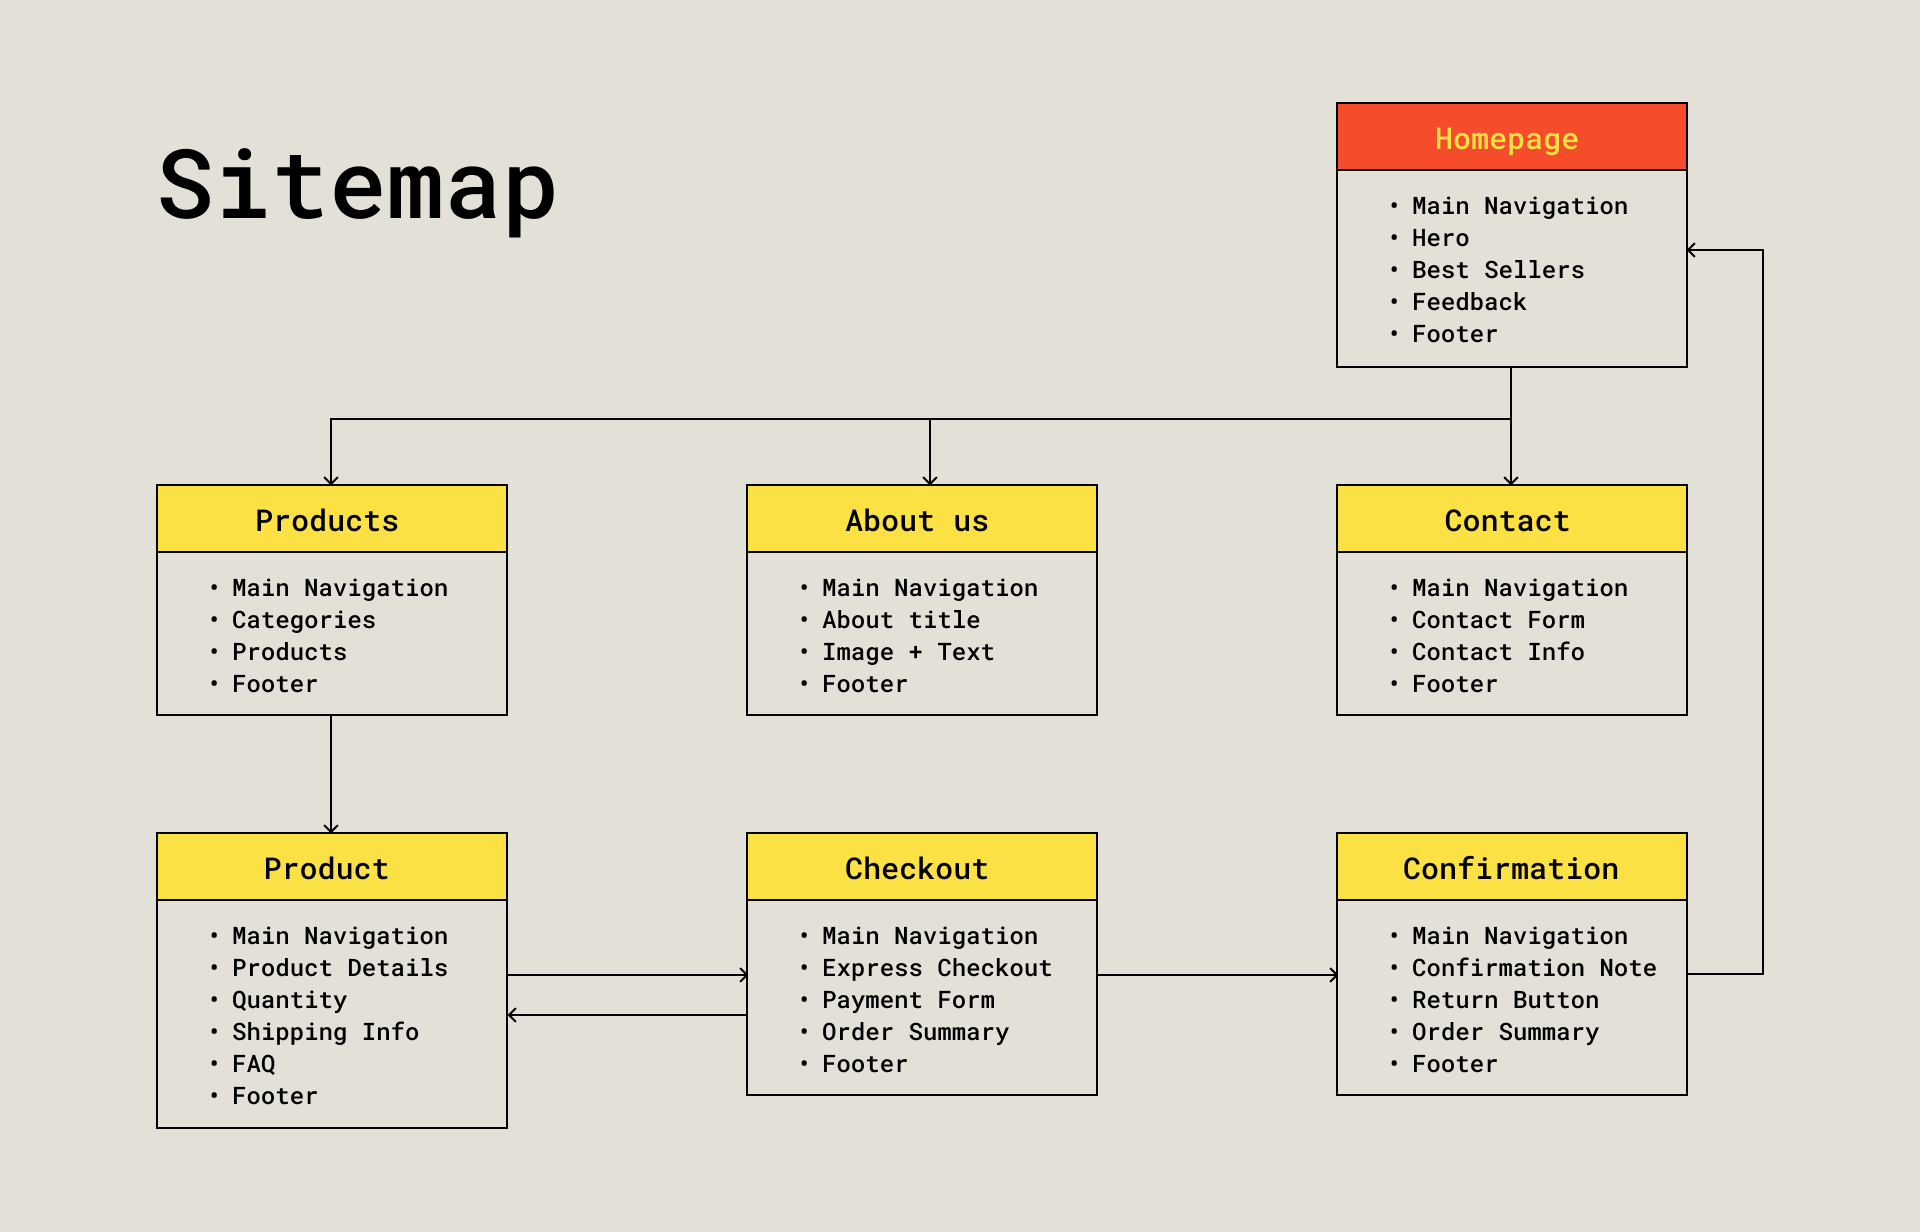 Sitemap
Homepage
• Main Navigation
• Hero
• Best Sellers
• Feedback
• Footer
Products
• Main Navigation
• Categories
• Products
• Footer
About us
• Main Navigation
• About title
• Image + Text
• Footer
Contact
• Main Navigation
• Contact Form
• Contact Info
• Footer
Product
• Main Navigation
• Product Details
• Quantity
• Shipping Info
• FAQ
• Footer
Checkout
• Main Navigation
• Express Checkout
• Payment Form
• Order Summary
• Footer
Confirmation
• Main Navigation
• Confirmation Note
• Return Button
• Order Summary
• Footer